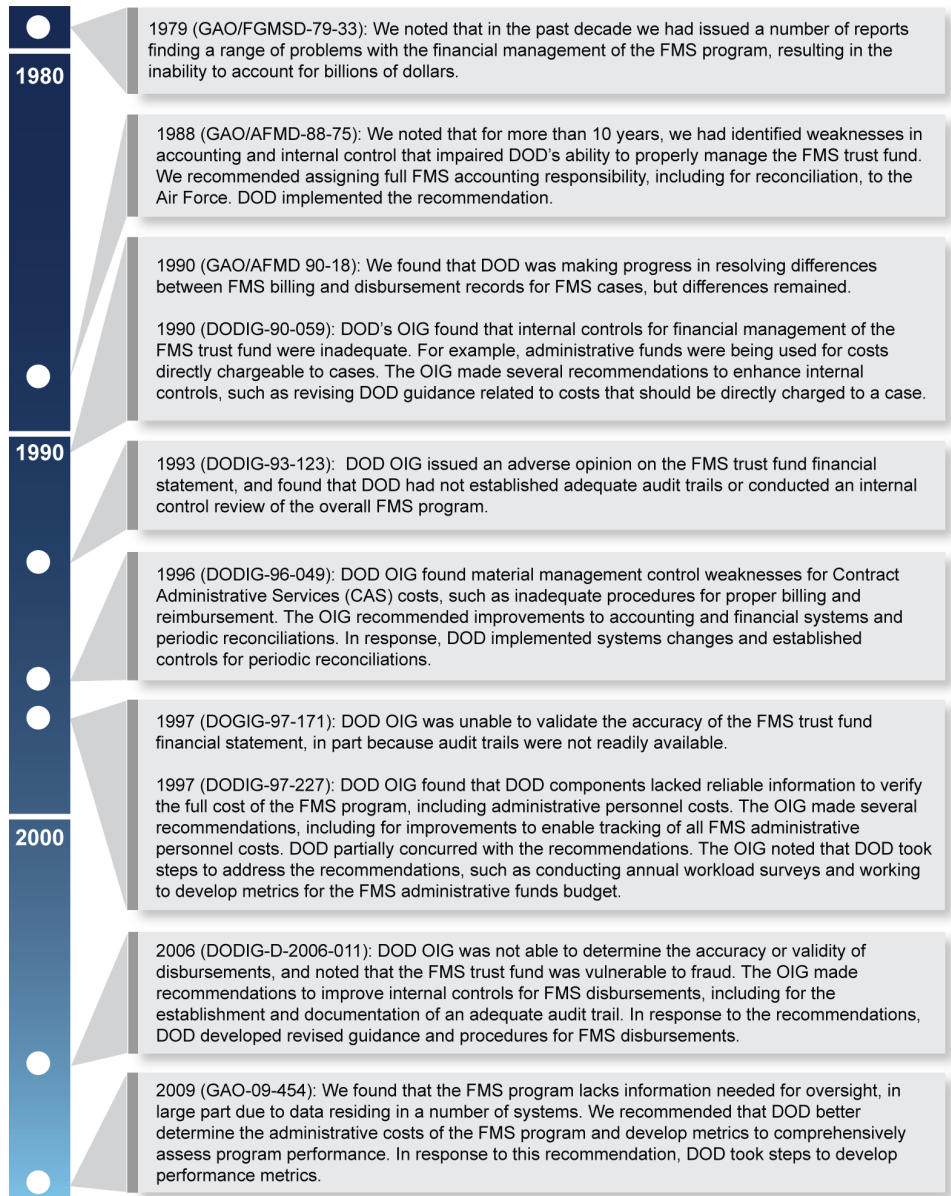 1979 (GAO/FGMSD-79-33): We noted that in the past decade we had issued a number of reports
finding a range of problems with the financial management of the FMS program, resulting in the
inability to account for billions of dollars.
1980
1988 (GAO/AFMD-88-75): We noted that for more than 10 years, we had identified weaknesses in
accounting and internal control that impaired DOD's ability to properly manage the FMS trust fund.
We recommended assigning full FMS accounting responsibility, including for reconciliation, to the
Air Force. DOD implemented the recommendation.
1990 (GAO/AFMD 90-18): We found that DOD was making progress in resolving differences
between FMS billing and disbursement records for FMS cases, but differences remained.
1990 (DODIG-90-059): DOD's OIG found that internal controls for financial management of the
FMS trust fund were inadequate. For example, administrative funds were being used for costs
directly chargeable to cases. The OIG made several recommendations to enhance internal
controls, such as revising DOD guidance related to costs that should be directly charged to a case.
1990
1993 (DODIG-93-123):  DOD OIG issued an adverse opinion on the FMS trust fund financial
statement, and found that DOD had not established adequate audit trails or conducted an internal
control review of the overall FMS program.
1996 (DODIG-96-049): DOD OIG found material management control weaknesses for Contract
Administrative Services (CAS) costs, such as inadequate procedures for proper billing and
reimbursement. The OIG recommended improvements to accounting and financial systems and
periodic reconciliations. In response, DOD implemented systems changes and established
controls for periodic reconciliations.
1997 (DOGIG-97-171): DOD OIG was unable to validate the accuracy of the FMS trust fund
financial statement, in part because audit trails were not readily available.
1997 (DODIG-97-227): DOD OIG found that DOD components lacked reliable information to verify
the full cost of the FMS program, including administrative personnel costs. The OIG made several
recommendations, including for improvements to enable tracking of all FMS administrative
personnel costs. DOD partially concurred with the recommendations. The OIG noted that DOD took
steps to address the recommendations, such as conducting annual workload surveys and working
to develop metrics for the FMS administrative funds budget.
2000
2006 (DODIG-D-2006-011): DOD OIG was not able to determine the accuracy or validity of
disbursements, and noted that the FMS trust fund was vulnerable to fraud. The OIG made
recommendations to improve internal controls for FMS disbursements, including for the
establishment and documentation of an adequate audit trail. In response to the recommendations,
DOD developed revised guidance and procedures for FMS disbursements.
2009 (GAO-09-454): We found that the FMS program lacks information needed for oversight, in
large part due to data residing in a number of systems. We recommended that DOD better
determine the administrative costs of the FMS program and develop metrics to comprehensively
assess program performance. In response to this recommendation, DOD took steps to develop
performance metrics.